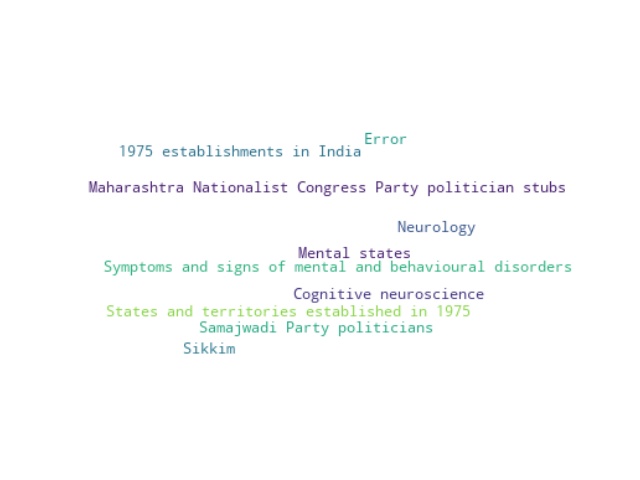 Error
1975 establishments in India
Maharashtra Nationalist Congress Party politician stubs
Neurology
Mental states
Symptoms and signs of mental and behavioural disorders
Cognitive neuroscience
States and territories established in 1975
Samajwadi Party politicians
Sikkim